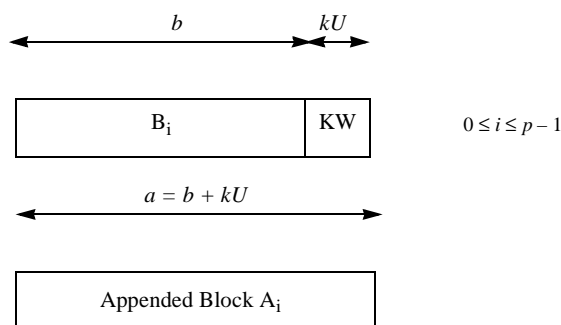 b kU
B_i KW 0 ≤ i ≤ p – 1
a = b + kU
Appended Block A_i